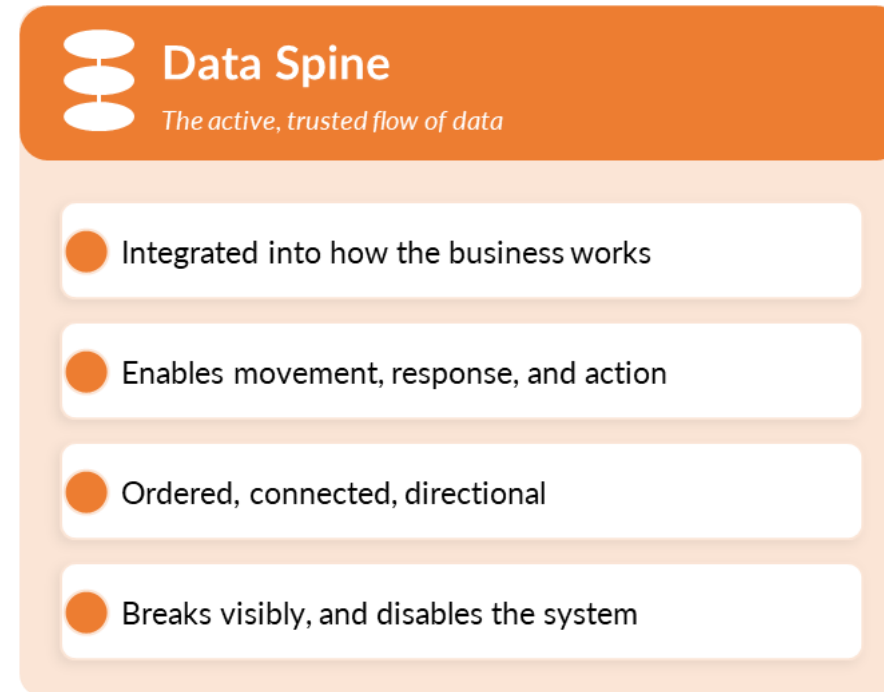 Data Spine
The active, trusted flow of data
Integrated into how the business works
Enables movement, response, and action
Ordered, connected, directional
Breaks visibly, and disables the system